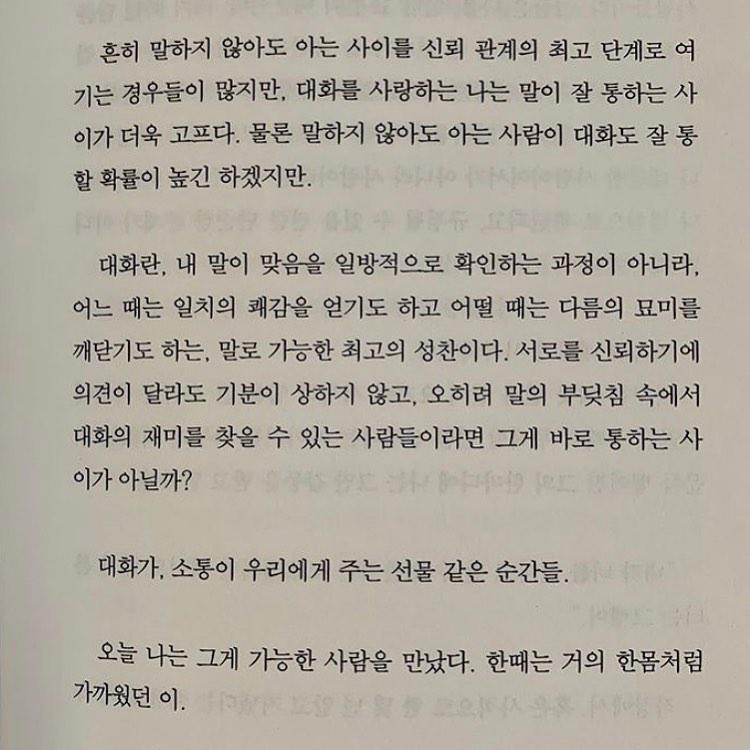 흔히 말하지 않아도 아는 사이를 신뢰 관계의 최고 단계로 여
기는 경우들이 많지만, 대화를 사랑하는 나는 말이 잘 통하는 사
이가 더욱 고프다. 물론 말하지 않아도 아는 사람이 대화도 잘 통
할 확률이 높긴 하겠지만.
대화란, 내 말이 맞음을 일방적으로 확인하는 과정이 아니라,
어느 때는 일치의 쾌감을 얻기도 하고 어떨 때는 다름의 묘미를
깨닫기도 하는, 말로 가능한 최고의 성찬이다. 서로를 신뢰하기에
의견이 달라도 기분이 상하지 않고, 오히려 말의 부딪침 속에서
대화의 재미를 찾을 수 있는 사람들이라면 그게 바로 통하는 사
이가 아닐까?
대화가, 소통이 우리에게 주는 선물 같은 순간들.
오늘 나는 그게 가능한 사람을 만났다. 한때는 거의 한몸처럼
가까웠던 이.